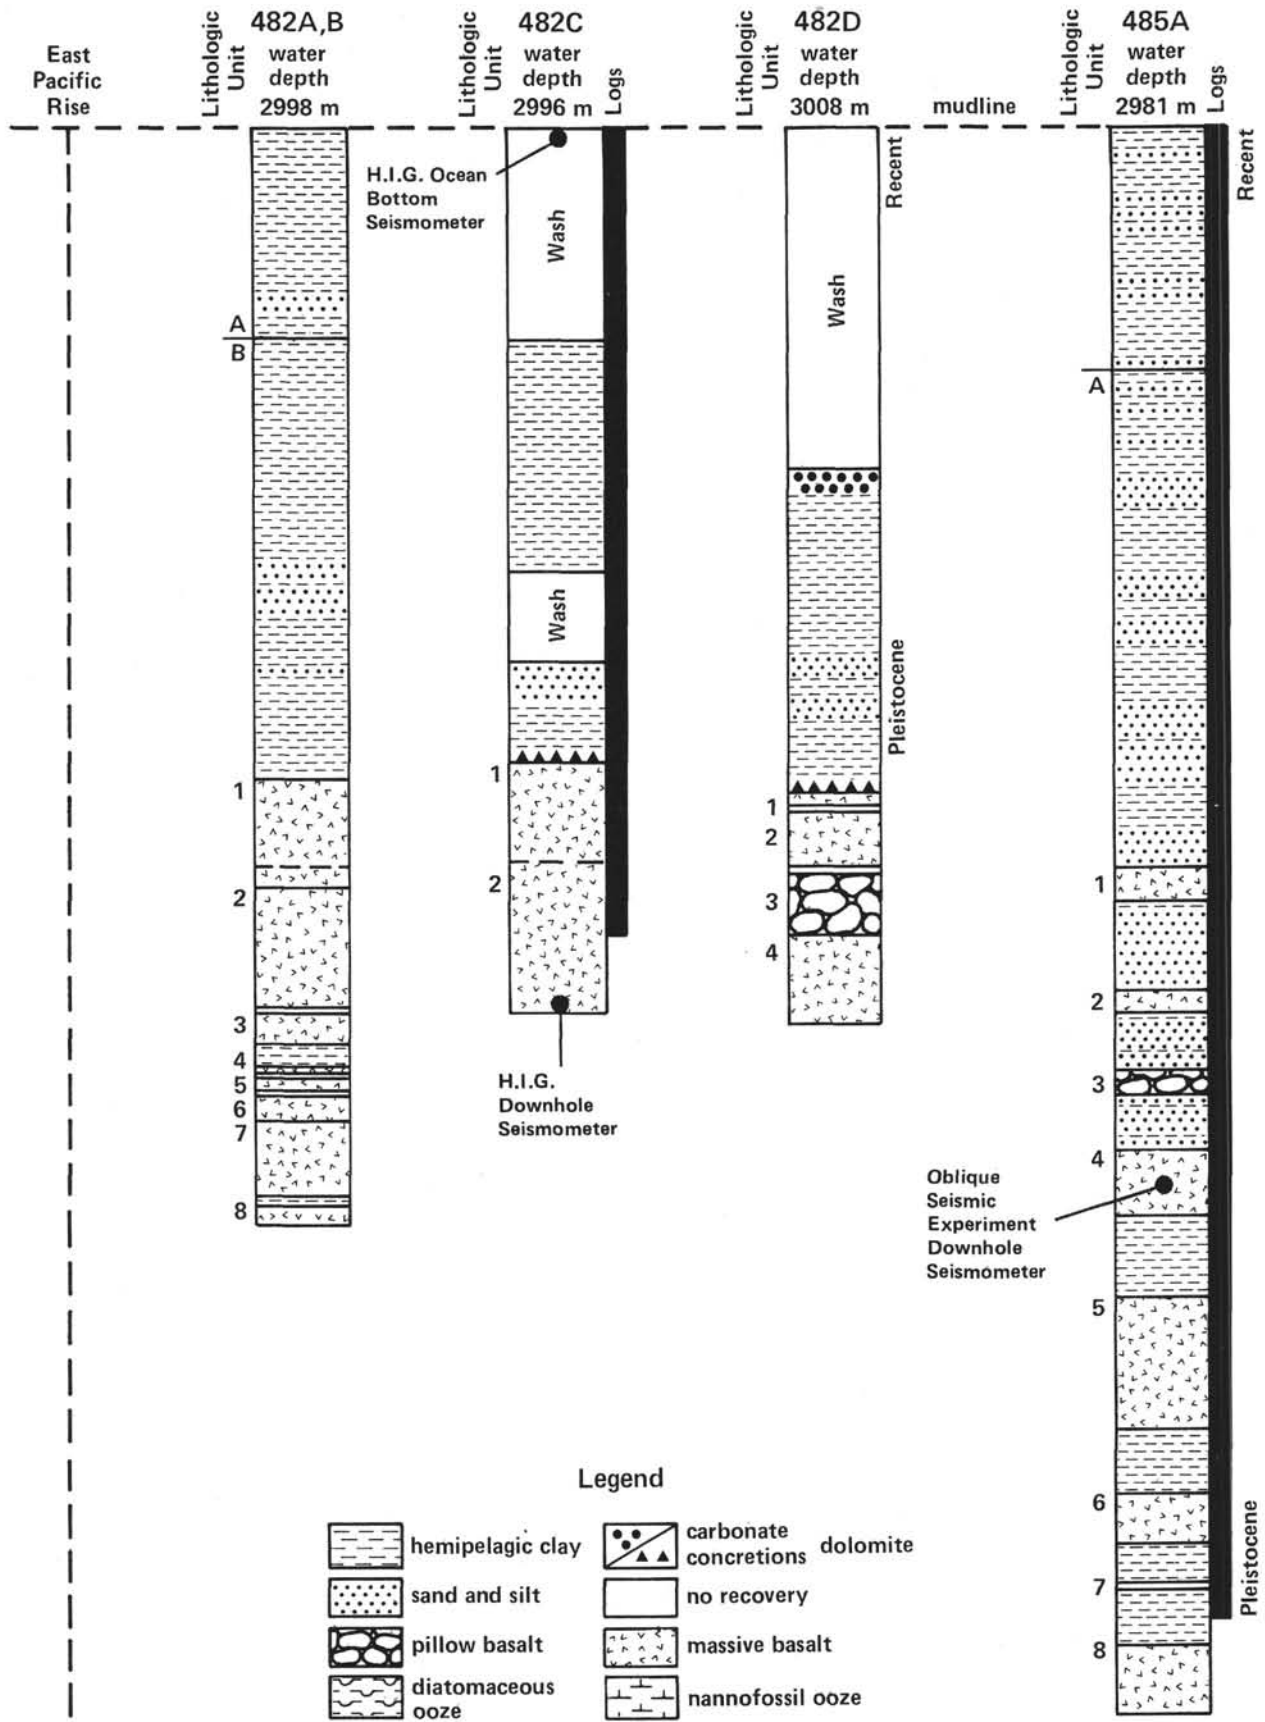 East
Pacific
Rise
Lithologic
Unit
482A,B
water
depth
2998 m
Lithologic
Unit
482C
water
depth
2996 m
Logs
Lithologic
Unit
482D
water
depth
3008 m
mudline
Lithologic
Unit
485A
water
depth
2981 m
Logs
A
B
1
2
3
4
5
6
7
8
H.I.G. Ocean
Bottom
Seismometer
Wash
Wash
1
2
H.I.G.
Downhole
Seismometer
Wash
Recent
Pleistocene
1
2
3
4
Recent
A
1
2
3
4
5
6
7
8
Pleistocene
Oblique
Seismic
Experiment
Downhole
Seismometer
Legend
hemipelagic clay
sand and silt
pillow basalt
diatomaceous
ooze
carbonate
concretions dolomite
no recovery
massive basalt
nannofossil ooze